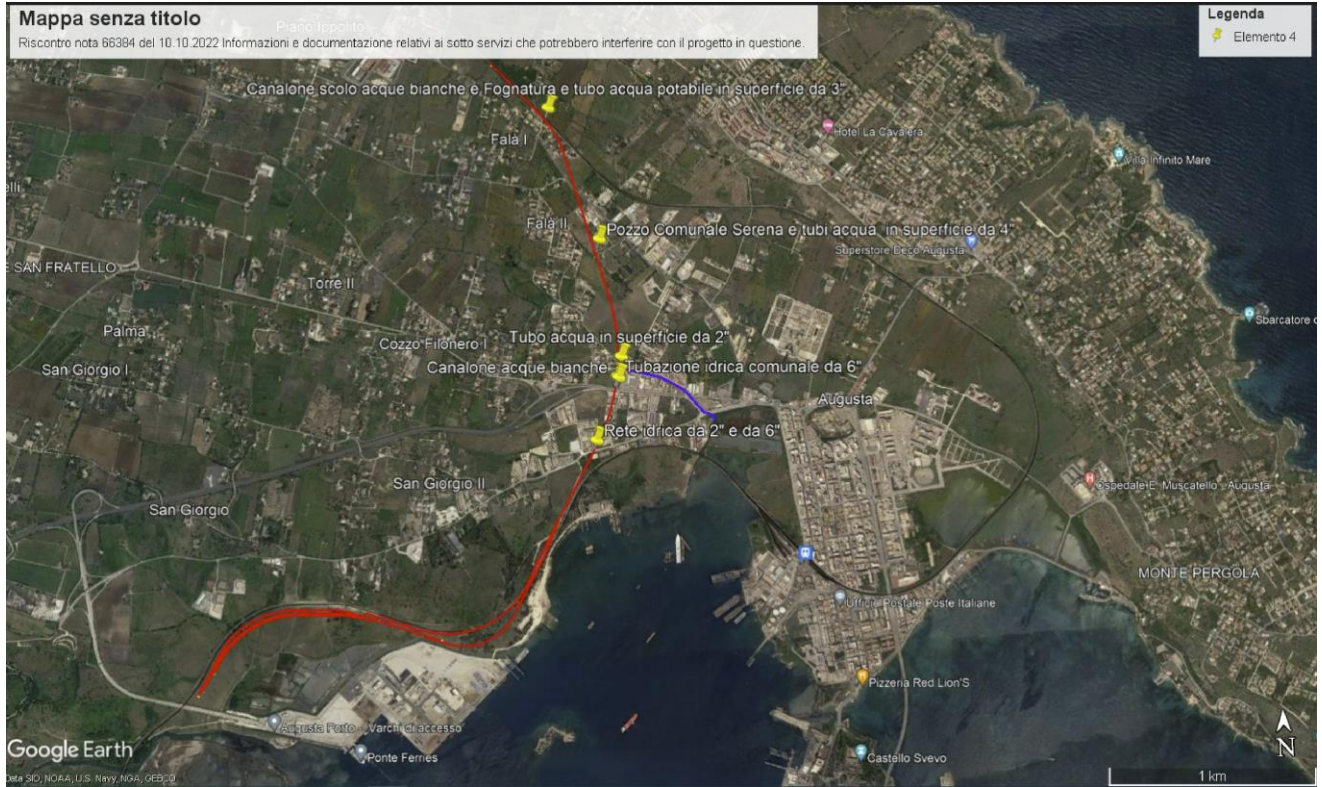 Mappa senza titolo
Riscontro nota 66384 del 10.10.2022 Informazioni e documentazione relativi ai sotto servizi che potrebbero interferire con il progetto in questione.
Legenda
Elemento 4
Piano Ippolito
Canalone scolo acque bianche e Fognatura e tubo acqua potabile in superficie da 3"
Hotel La Cavalera
Falà I
Villa Infinito Mare
elli
Falà II
Pozzo Comunale Serena e tubi acqua in superficie da 4"
Superstore Decò Augusta
E SAN FRATELLO
Torre II
Sbarcatore d
Palma
Tubo acqua in superficie da 2"
Cozzo Filonero I
San Giorgio I
Canalone acque bianche
Tubazione idrica comunale da 6"
Augusta
Rete idrica da 2" e da 6"
San Giorgio II
Ospedale E. Muscatello - Augusta
San Giorgio
MONTE PERGOLA
Ufficio Postale Poste Italiane
Pizzeria Red Lion'S
Augusta Porto - Varchi di accesso
Google Earth
Ponte Ferries
Castello Svevo
N
Data SIO, NOAA, U.S. Navy, NGA, GEBCO
1 km